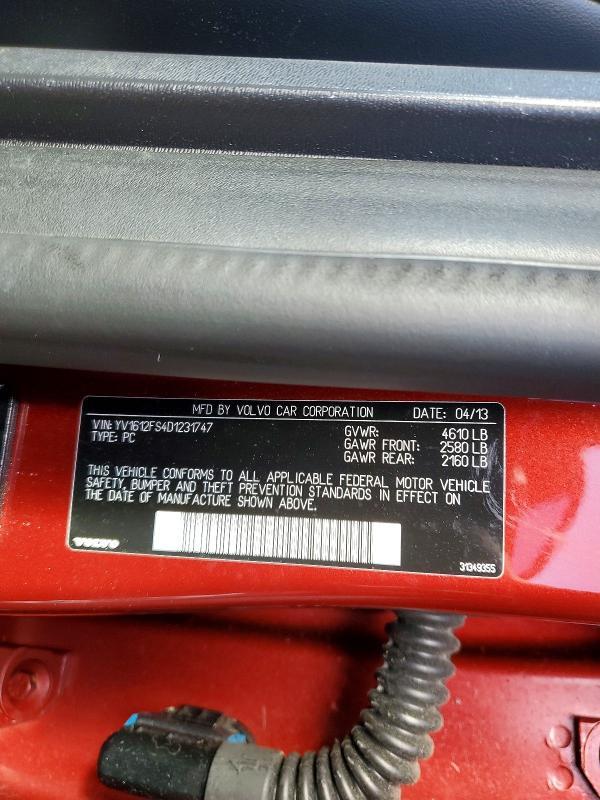 MFD BY VOLVO CAR CORPORATION DATE: 04/13
VIN: YV1612FS4D1231747 GVWR: 4610 LB
TYPE: PC GAWR FRONT: 2580 LB
GAWR REAR: 2160 LB
THIS VEHICLE CONFORMS TO ALL APPLICABLE FEDERAL MOTOR VEHICLE
SAFETY, BUMPER AND THEFT PREVENTION STANDARDS IN EFFECT ON
THE DATE OF MANUFACTURE SHOWN ABOVE.
VOLVO 31349355